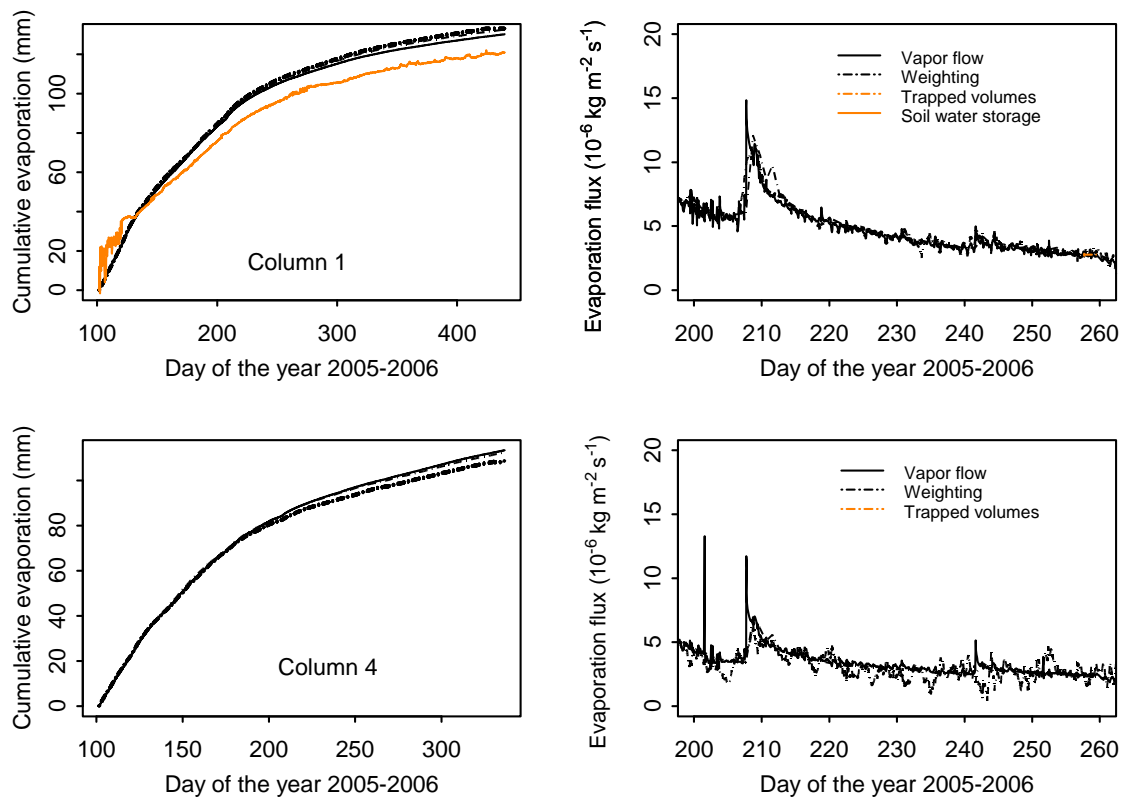 Cumulative evaporation (mm)
0 20 60 100
Column 1
100 200 300 400
Day of the year 2005-2006
Evaporation flux (10⁻⁶ kg m⁻² s⁻¹)
0 5 10 15 20
Vapor flow
Weighting
Trapped volumes
Soil water storage
200 210 220 230 240 250 260
Day of the year 2005-2006
Cumulative evaporation (mm)
0 20 40 60 80
Column 4
100 150 200 250 300
Day of the year 2005-2006
Evaporation flux (10⁻⁶ kg m⁻² s⁻¹)
0 5 10 15 20
Vapor flow
Weighting
Trapped volumes
200 210 220 230 240 250 260
Day of the year 2005-2006